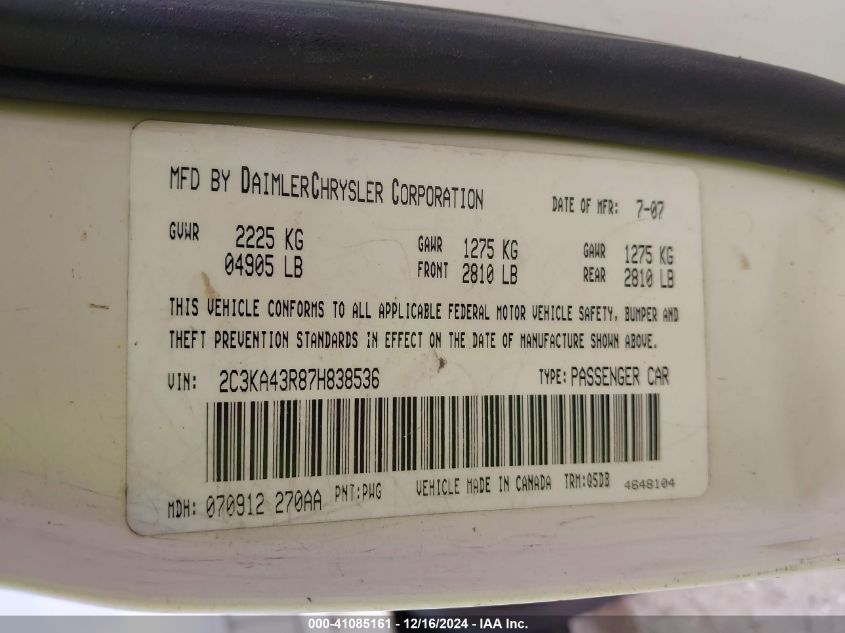 MFD BY DAIMLERCHRYSLER CORPORATION DATE OF MFR: 7-07
GVWR 2225 KG GAWR 1275 KG GAWR 1275 KG
04905 LB FRONT 2810 LB REAR 2810 LB
THIS VEHICLE CONFORMS TO ALL APPLICABLE FEDERAL MOTOR VEHICLE SAFETY, BUMPER AND
THEFT PREVENTION STANDARDS IN EFFECT ON THE DATE OF MANUFACTURE SHOWN ABOVE.
VIN: 2C3KA43R87H838536 TYPE: PASSENGER CAR
MDH: 070912 270AA PNT: PWG VEHICLE MADE IN CANADA TRM: Q5DB 4648104
000-41085161 - 12/16/2024 - IAA Inc.